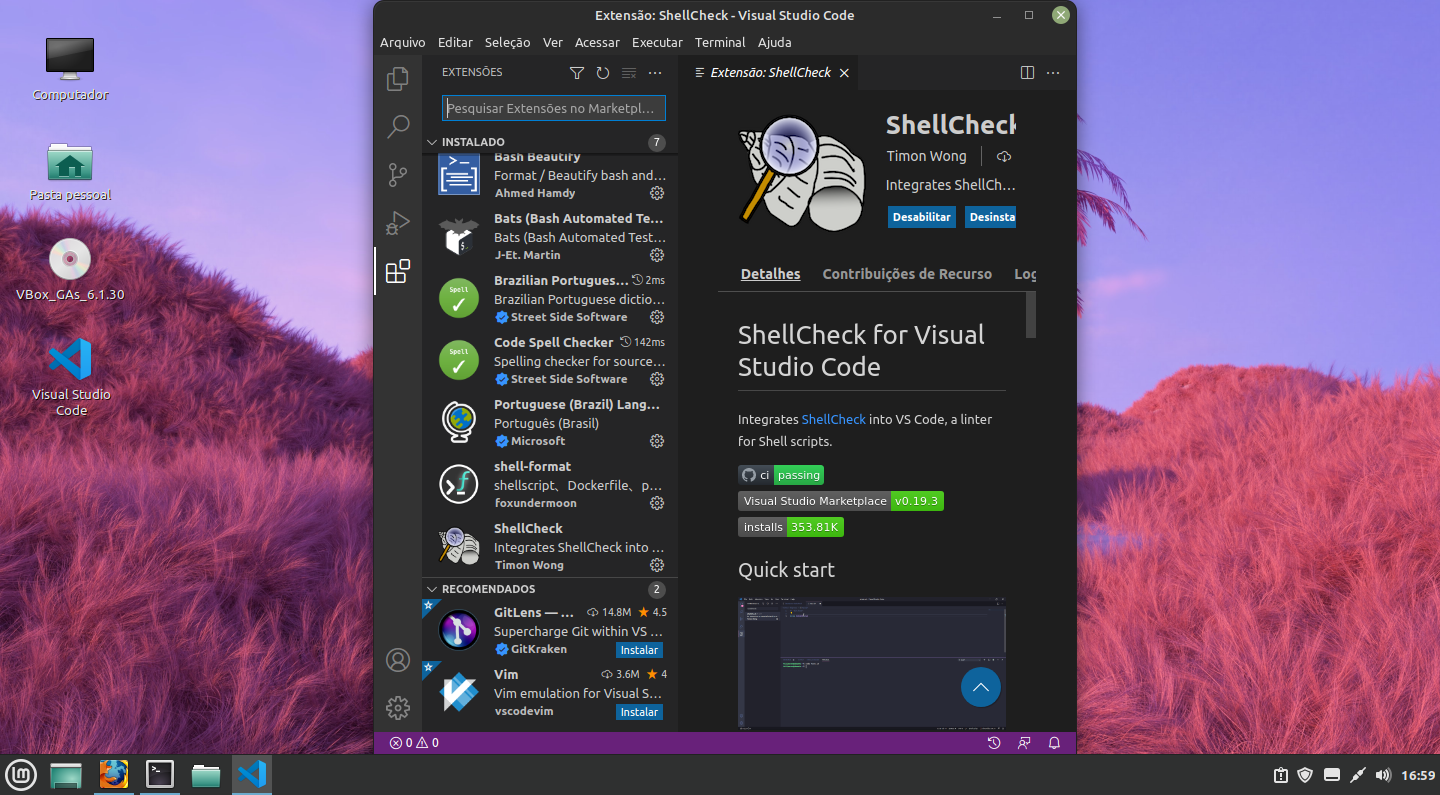 Computador
Pasta pessoal
VBox_GAs_6.1.30
Visual Studio
Code
Extensão: ShellCheck - Visual Studio Code
Arquivo Editar Seleção Ver Acessar Executar Terminal Ajuda
EXTENSÕES
Pesquisar Extensões no Marketpl…
INSTALADO 7
Bash Beautify
Format / Beautify bash and…
Ahmed Hamdy
Bats (Bash Automated Te…
Bats (Bash Automated Test…
J-Et. Martin
Brazilian Portugues… 2ms
Brazilian Portuguese dictio…
Street Side Software
Code Spell Checker 142ms
Spelling checker for source…
Street Side Software
Portuguese (Brazil) Lang…
Português (Brasil)
Microsoft
shell-format
shellscript、Dockerfile、p…
foxundermoon
ShellCheck
Integrates ShellCheck into …
Timon Wong
RECOMENDADOS 2
GitLens — … 14.8M 4.5
Supercharge Git within VS …
GitKraken Instalar
Vim 3.6M 4
Vim emulation for Visual S…
vscodevim Instalar
0 0
Extensão: ShellCheck
ShellCheck
Timon Wong
Integrates ShellCh…
Desabilitar Desinsta
Detalhes Contribuições de Recurso Log
ShellCheck for Visual
Studio Code
Integrates ShellCheck into VS Code, a linter
for Shell scripts.
ci passing
Visual Studio Marketplace v0.19.3
installs 353.81K
Quick start
16:59